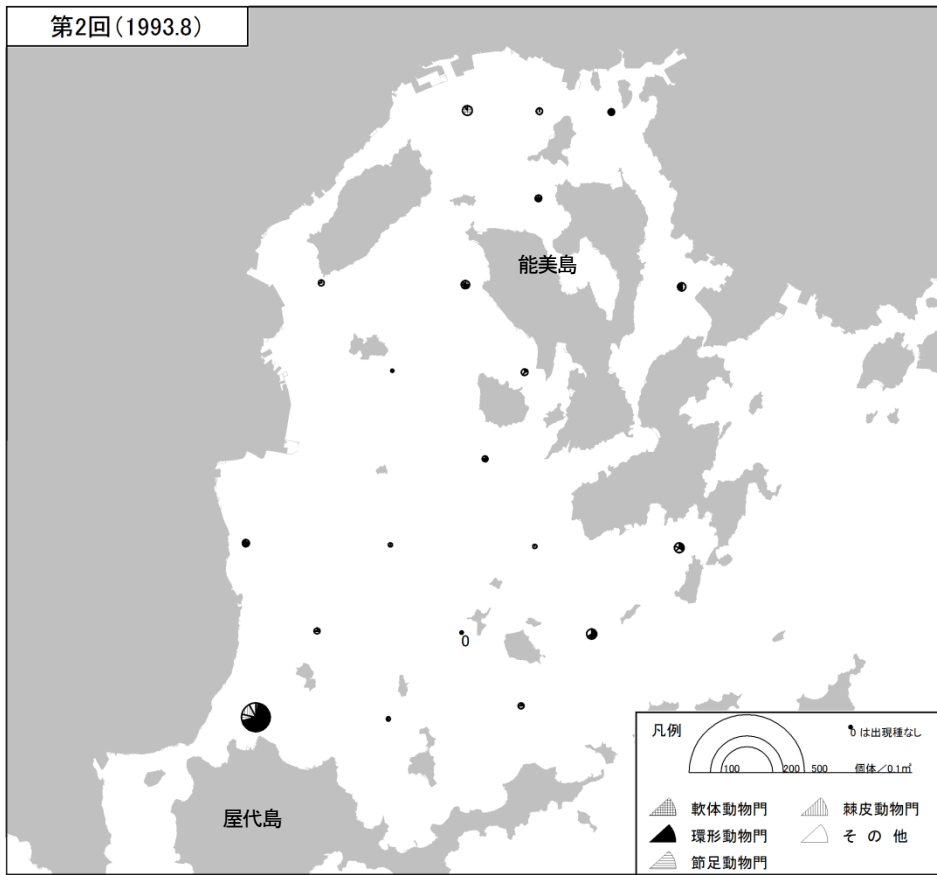 第2回(1993.8)
能美島
0
屋代島
凡例
0 は出現種なし
100 200 500 個体／0.1㎡
軟体動物門 棘皮動物門
環形動物門 その他
節足動物門